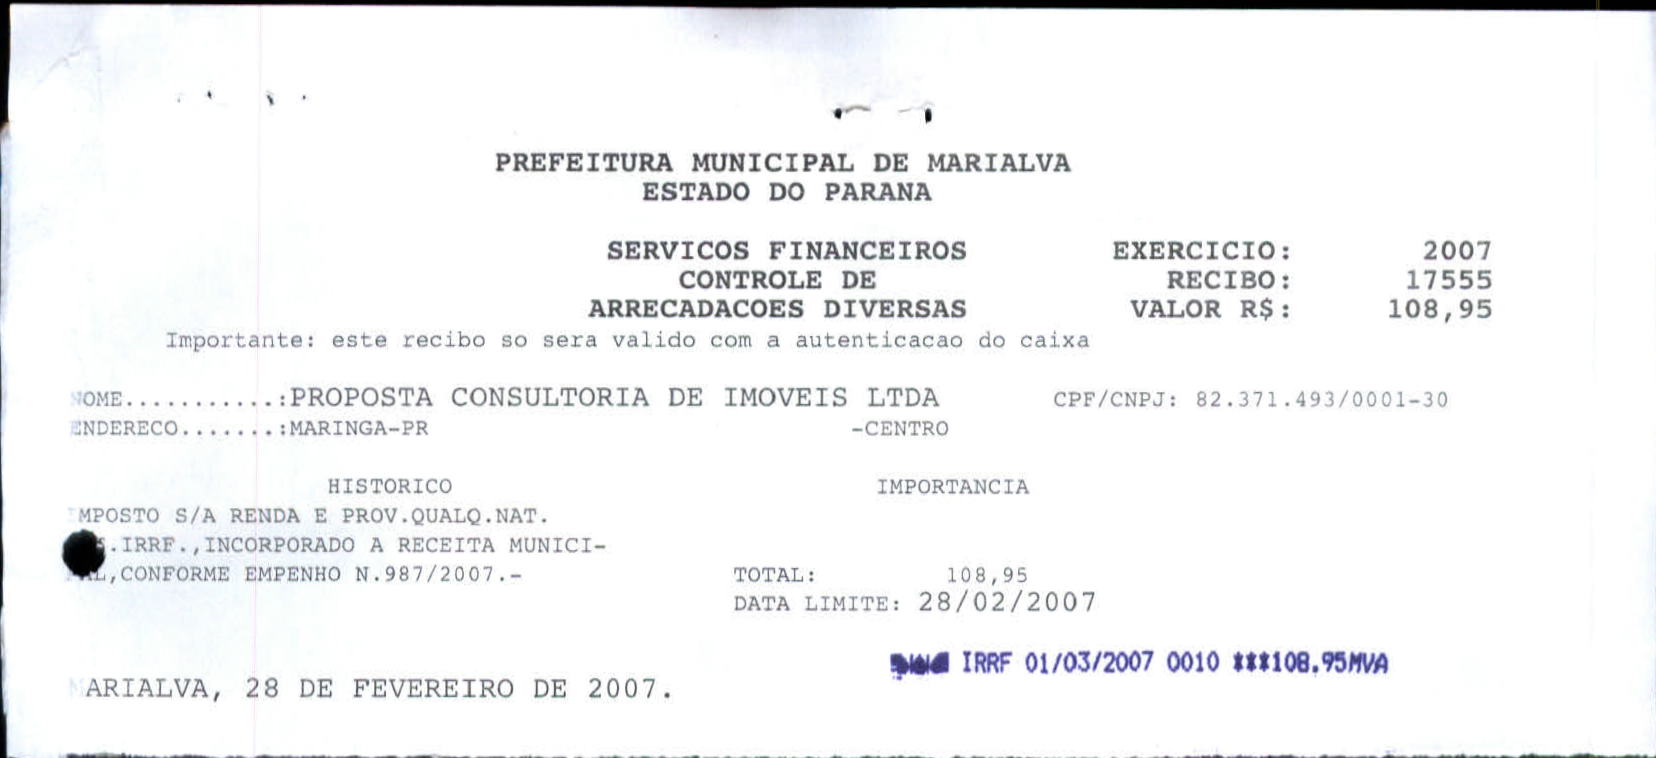 PREFEITURA MUNICIPAL DE MARIALVA
ESTADO DO PARANA
SERVICOS FINANCEIROS EXERCICIO: 2007
CONTROLE DE RECIBO: 17555
ARRECADACOES DIVERSAS VALOR R$: 108,95
Importante: este recibo so sera valido com a autenticacao do caixa
NOME...........:PROPOSTA CONSULTORIA DE IMOVEIS LTDA CPF/CNPJ: 82.371.493/0001-30
ENDERECO.......:MARINGA-PR -CENTRO
HISTORICO IMPORTANCIA
IMPOSTO S/A RENDA E PROV.QUALQ.NAT.
.IRRF.,INCORPORADO A RECEITA MUNICI-
,CONFORME EMPENHO N.987/2007.- TOTAL: 108,95
DATA LIMITE: 28/02/2007
IRRF 01/03/2007 0010 ***108.95MVA
MARIALVA, 28 DE FEVEREIRO DE 2007.